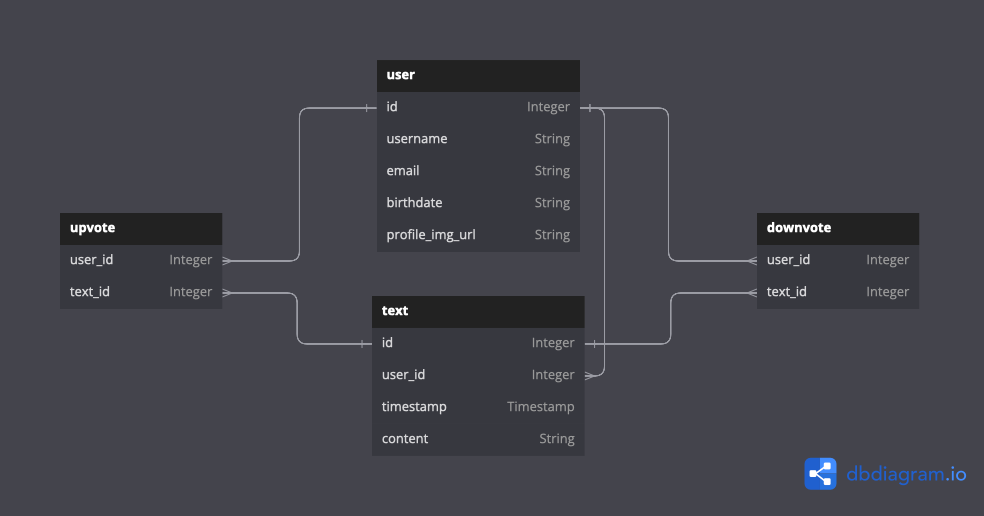 user
id Integer
username String
email String
birthdate String
profile_img_url String
upvote
user_id Integer
text_id Integer
downvote
user_id Integer
text_id Integer
text
id Integer
user_id Integer
timestamp Timestamp
content String
dbdiagram.io